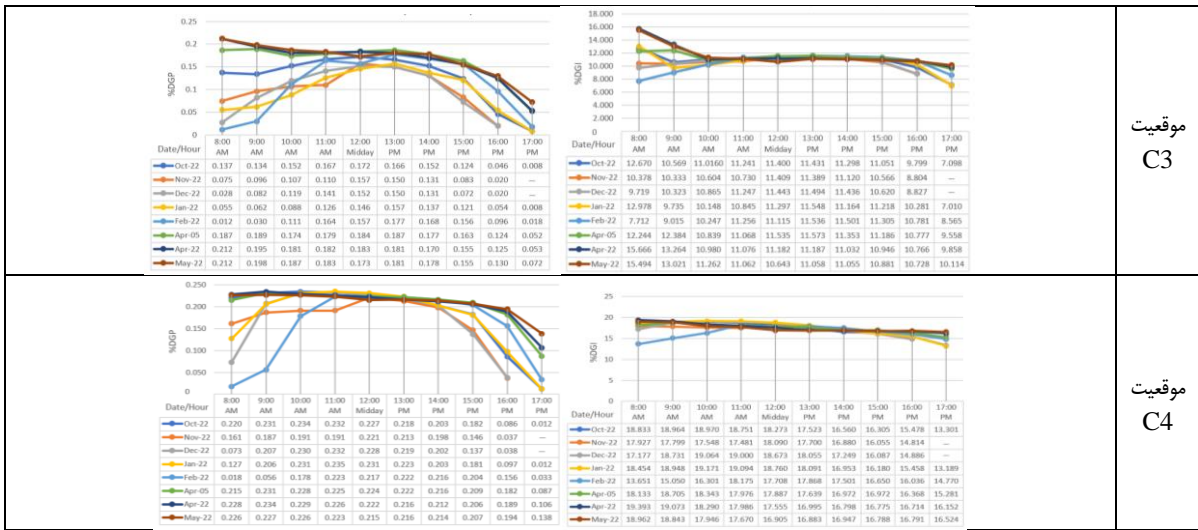 0.25
0.2
0.15
0.1
0.05
0
%DGP
Date/Hour 8:00 AM 9:00 AM 10:00 AM 11:00 AM 12:00 Midday 13:00 PM 14:00 PM 15:00 PM 16:00 PM 17:00 PM
Oct-22 0.137 0.134 0.152 0.167 0.172 0.166 0.152 0.124 0.046 0.008
Nov-22 0.075 0.096 0.107 0.110 0.157 0.150 0.131 0.083 0.020 —
Dec-22 0.028 0.082 0.119 0.141 0.152 0.150 0.131 0.072 0.020 —
Jan-22 0.055 0.062 0.088 0.126 0.146 0.157 0.137 0.121 0.054 0.008
Feb-22 0.012 0.030 0.111 0.164 0.157 0.177 0.168 0.156 0.096 0.018
Apr-05 0.187 0.189 0.174 0.179 0.184 0.187 0.177 0.163 0.124 0.052
Apr-22 0.212 0.195 0.181 0.182 0.183 0.181 0.170 0.155 0.125 0.053
May-22 0.212 0.198 0.187 0.183 0.173 0.181 0.178 0.155 0.130 0.072
18.000
16.000
14.000
12.000
10.000
8.000
6.000
4.000
2.000
0.000
%DGI
Date/Hour 8:00 AM 9:00 AM 10:00 AM 11:00 AM 12:00 Midday 13:00 PM 14:00 PM 15:00 PM 16:00 PM 17:00 PM
Oct-22 12.670 10.569 11.0160 11.241 11.400 11.431 11.298 11.051 9.799 7.098
Nov-22 10.378 10.333 10.604 10.730 11.409 11.389 11.120 10.566 8.804 —
Dec-22 9.719 10.323 10.865 11.247 11.443 11.494 11.436 10.620 8.827 —
Jan-22 12.978 9.735 10.148 10.845 11.297 11.548 11.164 11.218 10.281 7.010
Feb-22 7.712 9.015 10.247 11.256 11.115 11.536 11.501 11.305 10.781 8.565
Apr-05 12.244 12.384 10.839 11.068 11.535 11.573 11.353 11.186 10.777 9.558
Apr-22 15.666 13.264 10.980 11.076 11.182 11.187 11.032 10.946 10.766 9.858
May-22 15.494 13.021 11.262 11.062 10.643 11.058 11.055 10.881 10.728 10.114
موقعیت
C3
0.250
0.200
0.150
0.100
0.050
0
%DGP
Date/Hour 8:00 AM 9:00 AM 10:00 AM 11:00 AM 12:00 Midday 13:00 PM 14:00 PM 15:00 PM 16:00 PM 17:00 PM
Oct-22 0.220 0.231 0.234 0.232 0.227 0.218 0.203 0.182 0.086 0.012
Nov-22 0.161 0.187 0.191 0.191 0.221 0.213 0.198 0.146 0.037 —
Dec-22 0.073 0.207 0.230 0.232 0.228 0.219 0.202 0.137 0.038 —
Jan-22 0.127 0.206 0.231 0.235 0.231 0.223 0.203 0.181 0.097 0.012
Feb-22 0.018 0.056 0.178 0.223 0.217 0.222 0.216 0.204 0.156 0.033
Apr-05 0.215 0.231 0.228 0.225 0.224 0.222 0.216 0.209 0.182 0.087
Apr-22 0.228 0.234 0.229 0.226 0.222 0.216 0.212 0.206 0.189 0.106
May-22 0.226 0.227 0.226 0.223 0.215 0.216 0.214 0.207 0.194 0.138
25
20
15
10
5
0
%DGI
Date/Hour 8:00 AM 9:00 AM 10:00 AM 11:00 AM 12:00 Midday 13:00 PM 14:00 PM 15:00 PM 16:00 PM 17:00 PM
Oct-22 18.833 18.964 18.970 18.751 18.273 17.523 16.560 16.305 15.478 13.301
Nov-22 17.927 17.799 17.548 17.481 18.090 17.700 16.880 16.055 14.814 —
Dec-22 17.177 18.731 19.064 19.000 18.673 18.055 17.249 16.087 14.886 —
Jan-22 18.454 18.948 19.171 19.094 18.760 18.091 16.953 16.180 15.458 13.189
Feb-22 13.651 15.050 16.301 18.175 17.708 17.868 17.501 16.650 16.036 14.770
Apr-05 18.133 18.705 18.343 17.976 17.887 17.639 16.972 16.972 16.368 15.281
Apr-22 19.393 19.073 18.290 17.986 17.555 16.995 16.798 16.775 16.714 16.152
May-22 18.962 18.843 17.946 17.670 16.905 16.883 16.947 16.788 16.791 16.524
موقعیت
C4